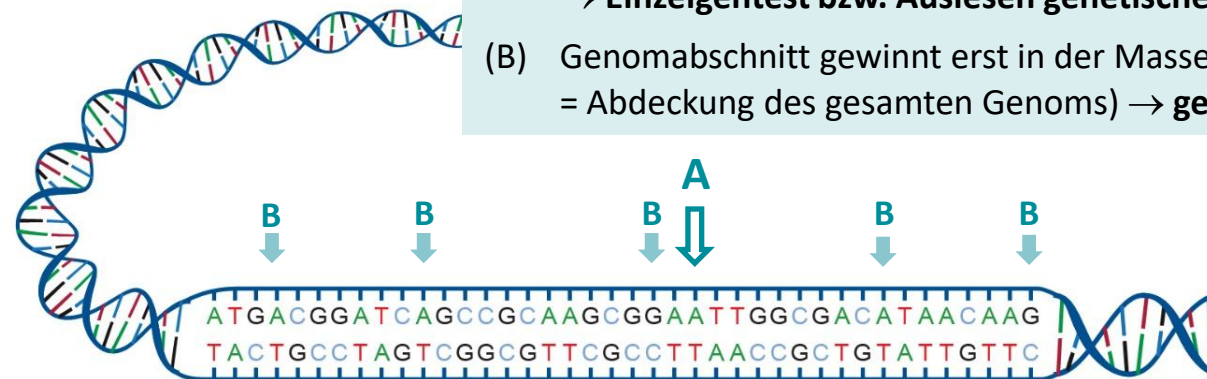 → Einzelgentest bzw. Auslesen genetische
(B) Genomabschnitt gewinnt erst in der Masse
= Abdeckung des gesamten Genoms) → ge
A
B B B B B
ATGACGGATCAGCCGCAAGCGGAATTGGCGACATAACAAG
TACTGCCTAGTCGGCGTTCGCCTTAACCGCTGTATTGTTC